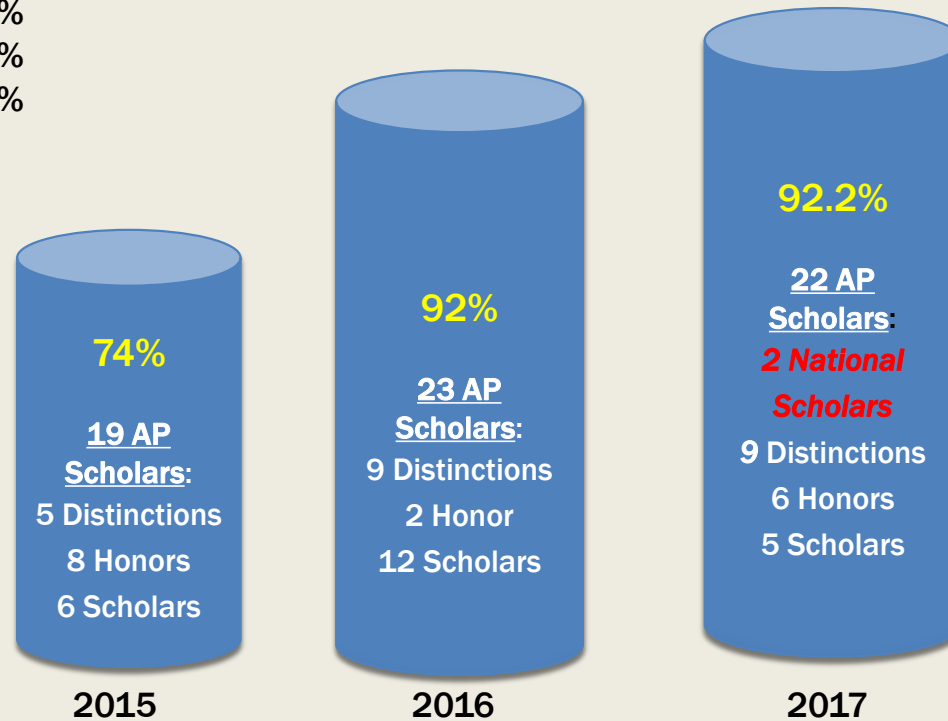 %
%
%
74%
19 AP
Scholars:
5 Distinctions
8 Honors
6 Scholars
2015
92%
23 AP
Scholars:
9 Distinctions
2 Honor
12 Scholars
2016
92.2%
22 AP
Scholars:
2 National
Scholars
9 Distinctions
6 Honors
5 Scholars
2017